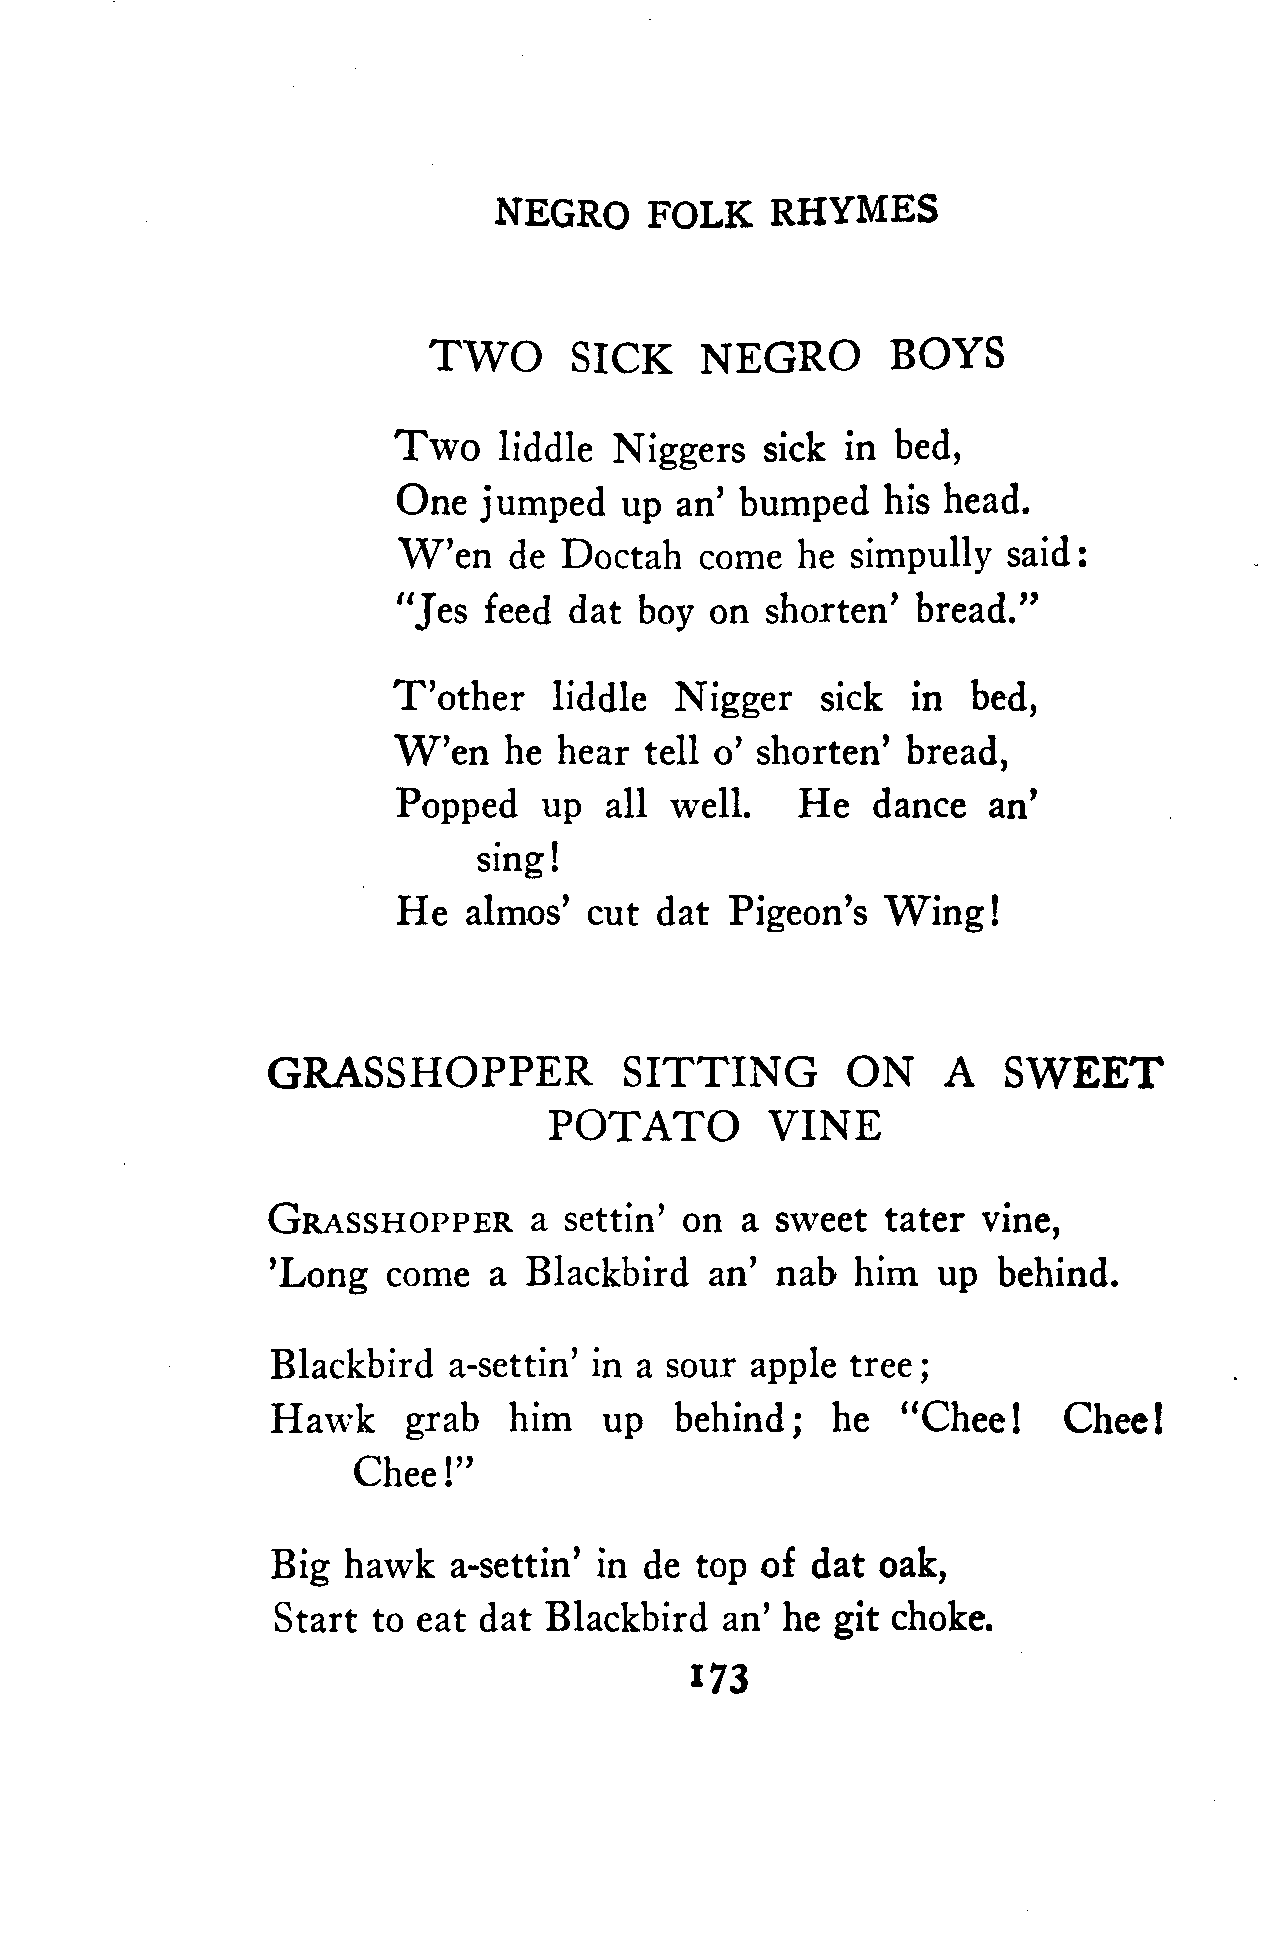 NEGRO FOLK RHYMES
TWO SICK NEGRO BOYS
Two liddle Niggers sick in bed,
One jumped up an' bumped his head.
W'en de Doctah come he simpully said:
"Jes feed dat boy on shorten' bread."
T'other liddle Nigger sick in bed,
W'en he hear tell o' shorten' bread,
Popped up all well. He dance an'
sing!
He almos' cut dat Pigeon's Wing!
GRASSHOPPER SITTING ON A SWEET
POTATO VINE
GRASSHOPPER a settin' on a sweet tater vine,
'Long come a Blackbird an' nab him up behind.
Blackbird a-settin' in a sour apple tree;
Hawk grab him up behind; he "Chee! Chee!
Chee!"
Big hawk a-settin' in de top of dat oak,
Start to eat dat Blackbird an' he git choke.
173